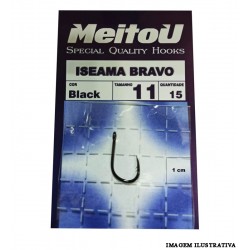 MeitoU
SPECIAL QUALITY HOOKS
ISEAMA BRAVO
COR TAMANHO QUANTIDADE
Black 11 15
1 cm
IMAGEM ILUSTRATIVA